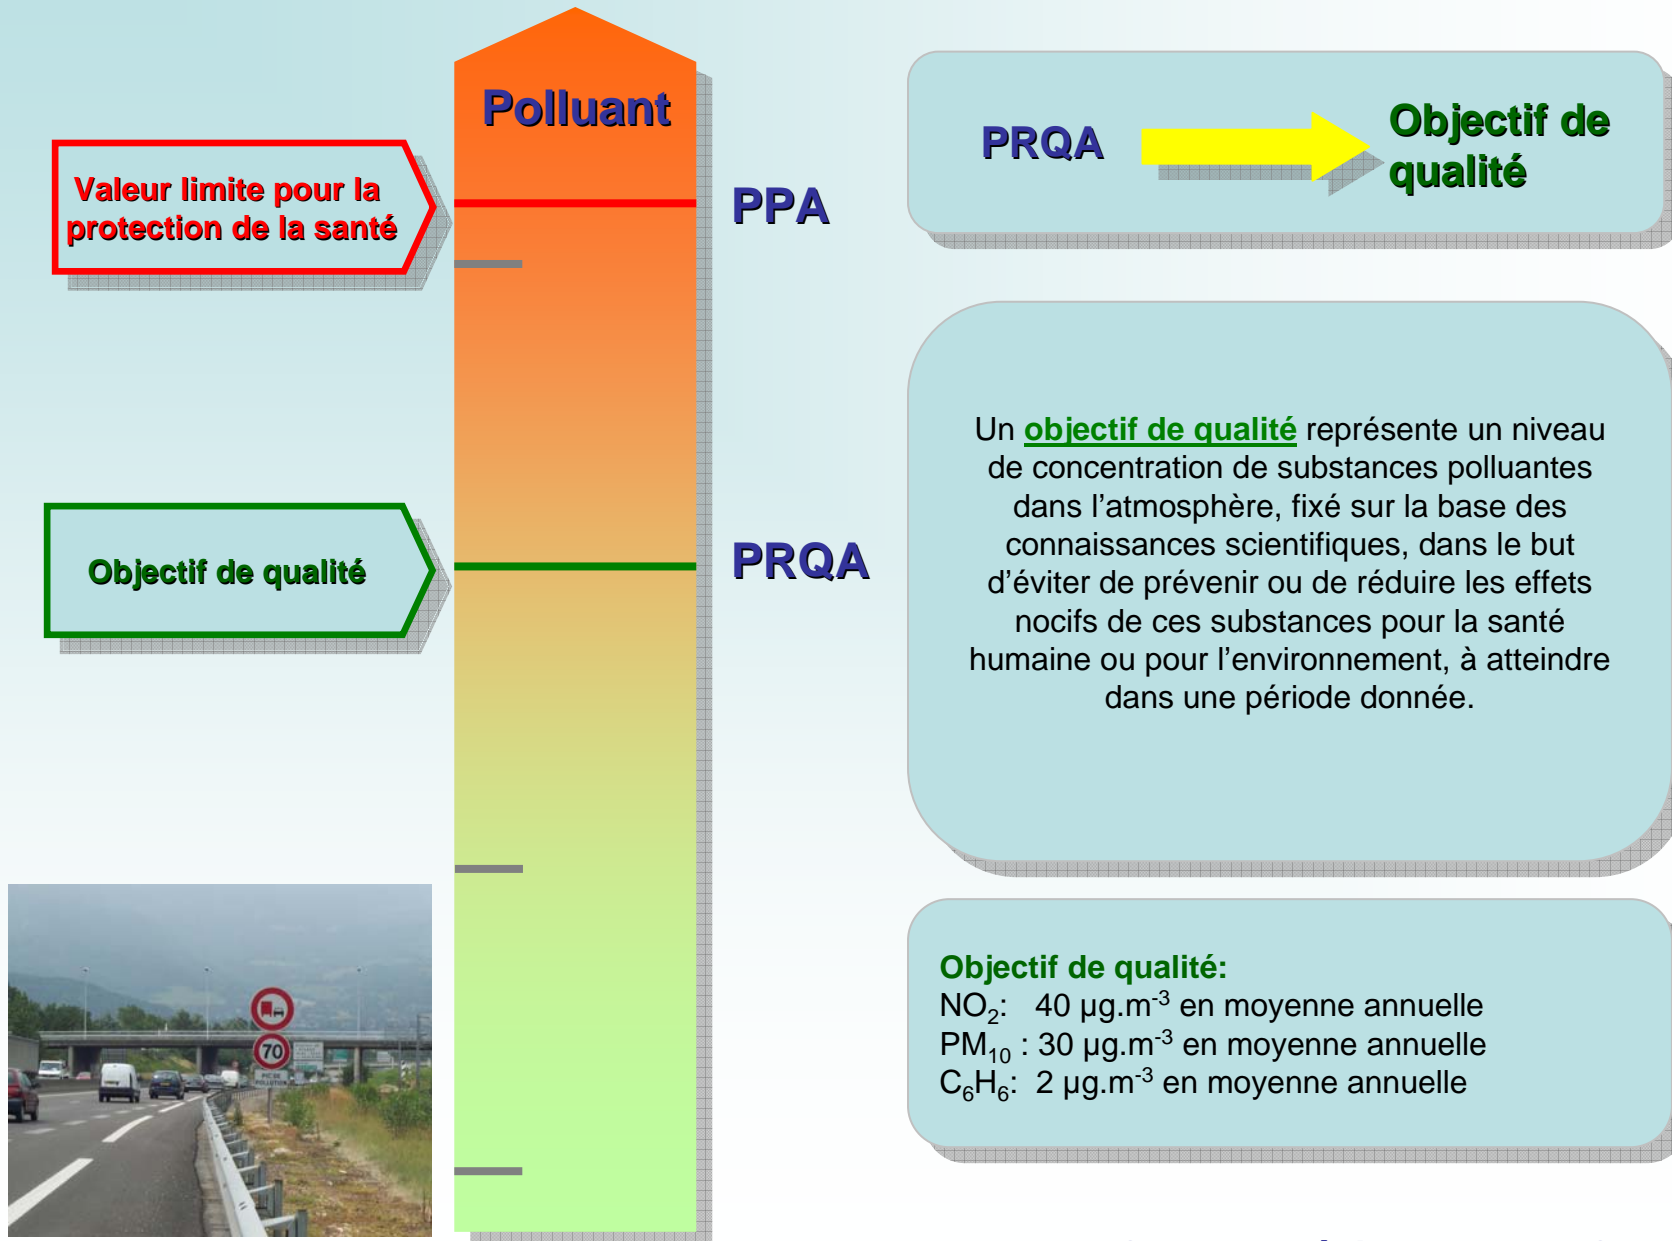 Polluant
Valeur limite pour la
protection de la santé
PPA
PRQA
Objectif de
qualité
Objectif de qualité
PRQA
Un objectif de qualité représente un niveau
de concentration de substances polluantes
dans l’atmosphère, fixé sur la base des
connaissances scientifiques, dans le but
d’éviter de prévenir ou de réduire les effets
nocifs de ces substances pour la santé
humaine ou pour l’environnement, à atteindre
dans une période donnée.
Objectif de qualité:
NO₂: 40 µg.m⁻³ en moyenne annuelle
PM₁₀ : 30 µg.m⁻³ en moyenne annuelle
C₆H₆: 2 µg.m⁻³ en moyenne annuelle
70
PIC DE
POLLUTION